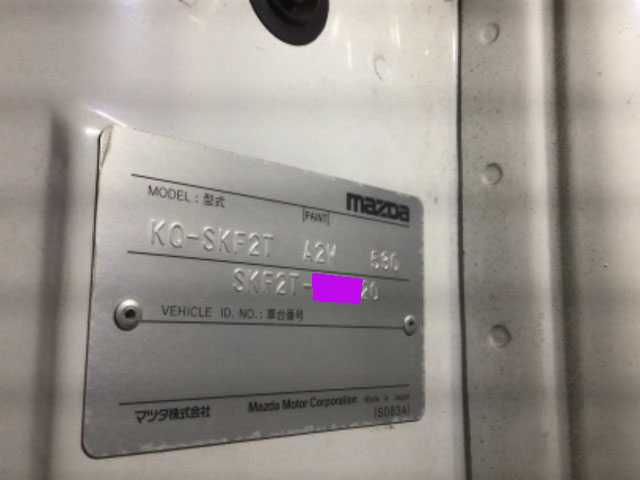 MODEL : 型式
mazda
PAINT
KQ-SKF2T A2W 530
SKF2T- 20
VEHICLE ID. NO. : 車台番号
マツダ株式会社 Mazda Motor Corporation Made in Japan
(S083A)